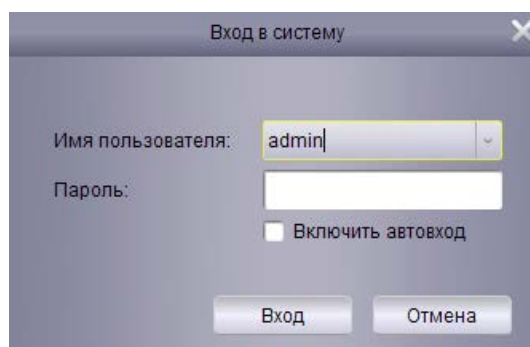 Вход в систему
Имя пользователя: admin
Пароль:
Включить автовход
Вход Отмена